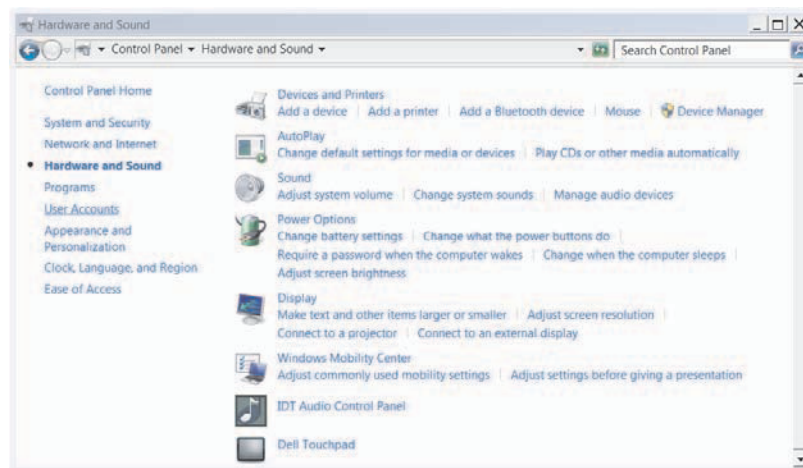 Hardware and Sound
Control Panel Hardware and Sound Search Control Panel
Control Panel Home
System and Security
Network and Internet
Hardware and Sound
Programs
User Accounts
Appearance and
Personalization
Clock, Language, and Region
Ease of Access
Devices and Printers
Add a device Add a printer Add a Bluetooth device Mouse Device Manager
AutoPlay
Change default settings for media or devices Play CDs or other media automatically
Sound
Adjust system volume Change system sounds Manage audio devices
Power Options
Change battery settings Change what the power buttons do
Require a password when the computer wakes Change when the computer sleeps
Adjust screen brightness
Display
Make text and other items larger or smaller Adjust screen resolution
Connect to a projector Connect to an external display
Windows Mobility Center
Adjust commonly used mobility settings Adjust settings before giving a presentation
IDT Audio Control Panel
Dell Touchpad